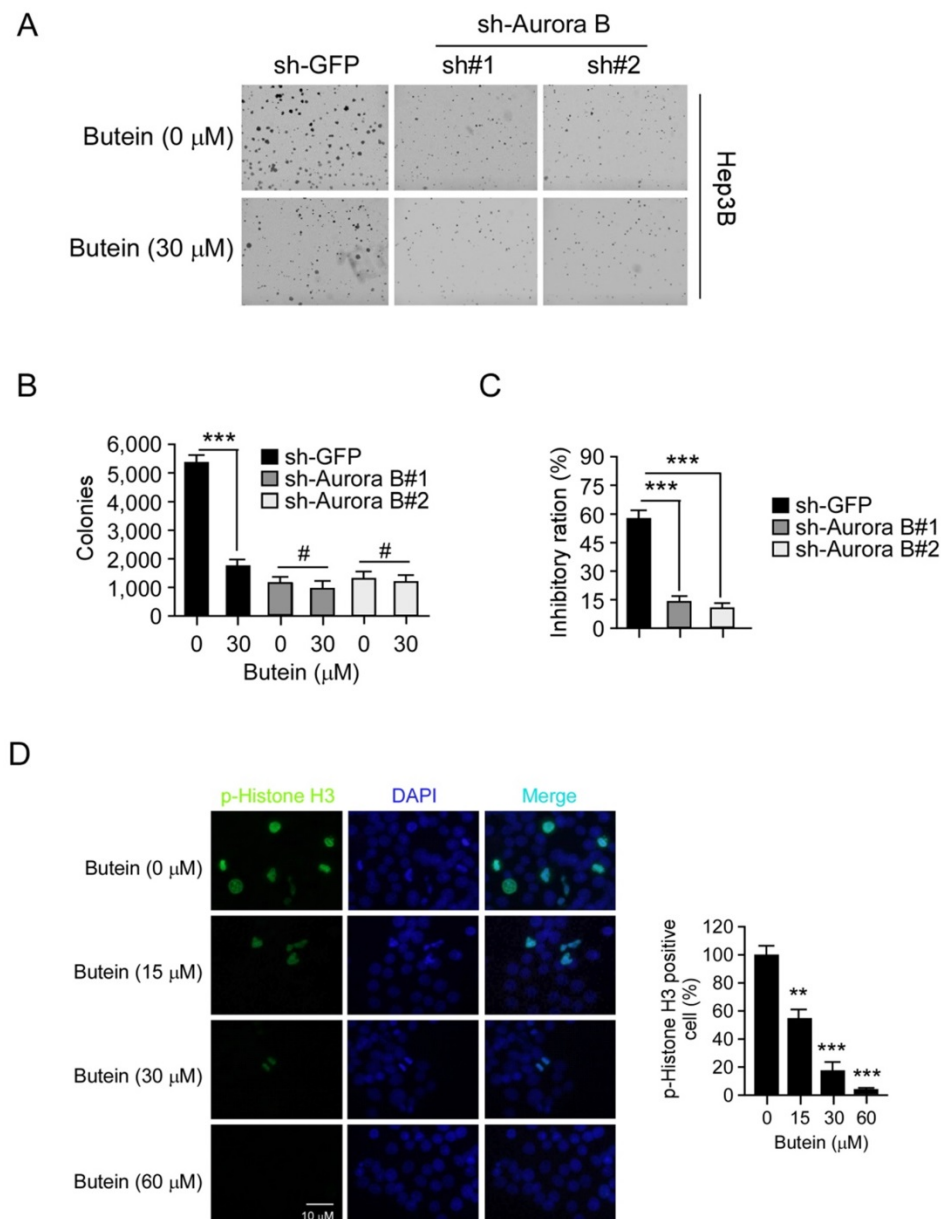 A
sh-Aurora B
sh-GFP
sh#1
sh#2
Butein (0 μM)
Butein (30 μM)
Hep3B
B
Colonies
6,000
5,000
4,000
3,000
2,000
1,000
0
***
#
#
sh-GFP
sh-Aurora B#1
sh-Aurora B#2
0 30 0 30 0 30
Butein (μM)
C
Inhibitory ration (%)
90
75
60
45
30
15
0
***
***
sh-GFP
sh-Aurora B#1
sh-Aurora B#2
D
p-Histone H3 DAPI Merge
Butein (0 μM)
Butein (15 μM)
Butein (30 μM)
Butein (60 μM)
10 μM
p-Histone H3 positive
cell (%)
120
100
80
60
40
20
0
**
***
***
0 15 30 60
Butein (μM)